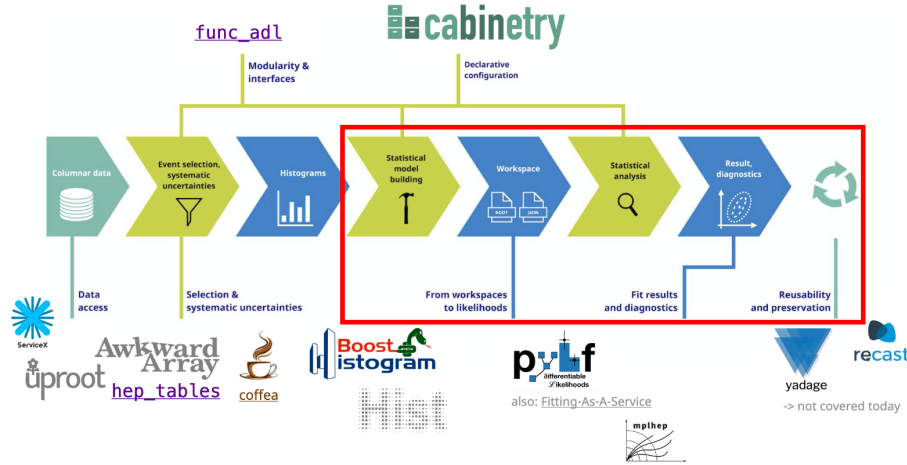 func_adl
cabinetry
Modularity &
interfaces
Declarative
configuration
Columnar data
Event selection,
systematic
uncertainties
Histograms
Statistical
model
building
Workspace
ROOT
JSON
Statistical
analysis
Result,
diagnostics
Data
access
Selection &
systematic uncertainties
From workspaces
to likelihoods
Fit results
and diagnostics
Reusability
and preservation
ServiceX
uproot
Awkward
Array
hep_tables
coffea
Boost
Histogram
Hist
pyhf
differentiable
Likelihoods
also: Fitting-As-A-Service
mplhep
yadage
recast
-> not covered today